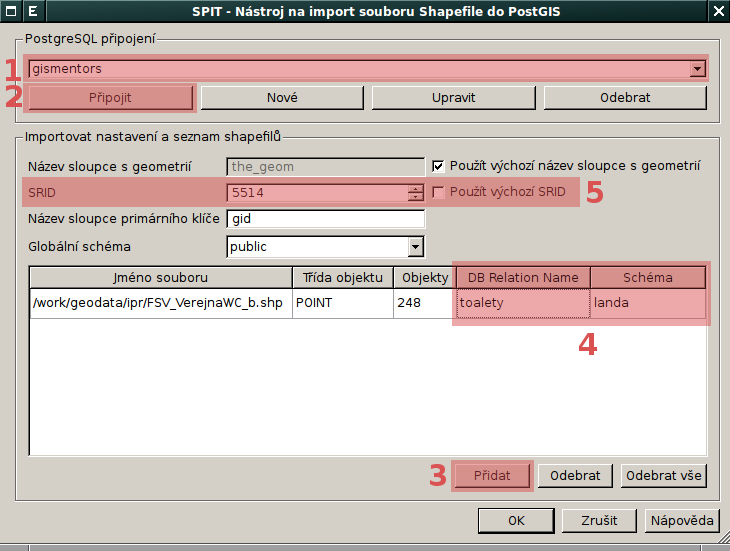 SPIT - Nástroj na import souboru Shapefile do PostGIS
PostgreSQL připojení
1 gismentors
2 Připojit Nové Upravit Odebrat
Importovat nastavení a seznam shapefilů
Název sloupce s geometrií the_geom Použít výchozí název sloupce s geometrií
SRID 5514 Použít výchozí SRID 5
Název sloupce primárního klíče gid
Globální schéma public
Jméno souboru Třída objektu Objekty DB Relation Name Schéma
/work/geodata/ipr/FSV_VerejnaWC_b.shp POINT 248 toalety landa
4
3 Přidat Odebrat Odebrat vše
OK Zrušit Nápověda